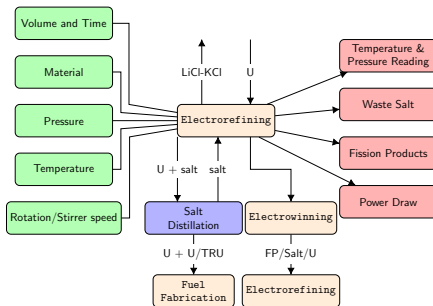 Volume and Time
Material
Pressure
Temperature
Rotation/Stirrer speed
LiCl-KCl
U
Electrorefining
Temperature &
Pressure Reading
Waste Salt
Fission Products
Power Draw
U + salt
salt
Salt
Distillation
Electrowinning
U + U/TRU
FP/Salt/U
Fuel
Fabrication
Electrorefining